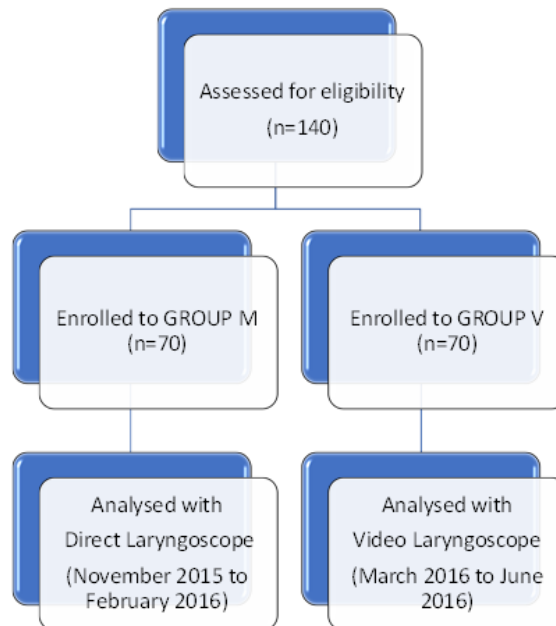 Assessed for eligibility
(n=140)
Enrolled to GROUP M
(n=70)
Enrolled to GROUP V
(n=70)
Analysed with
Direct Laryngoscope
(November 2015 to
February 2016)
Analysed with
Video Laryngoscope
(March 2016 to June
2016)